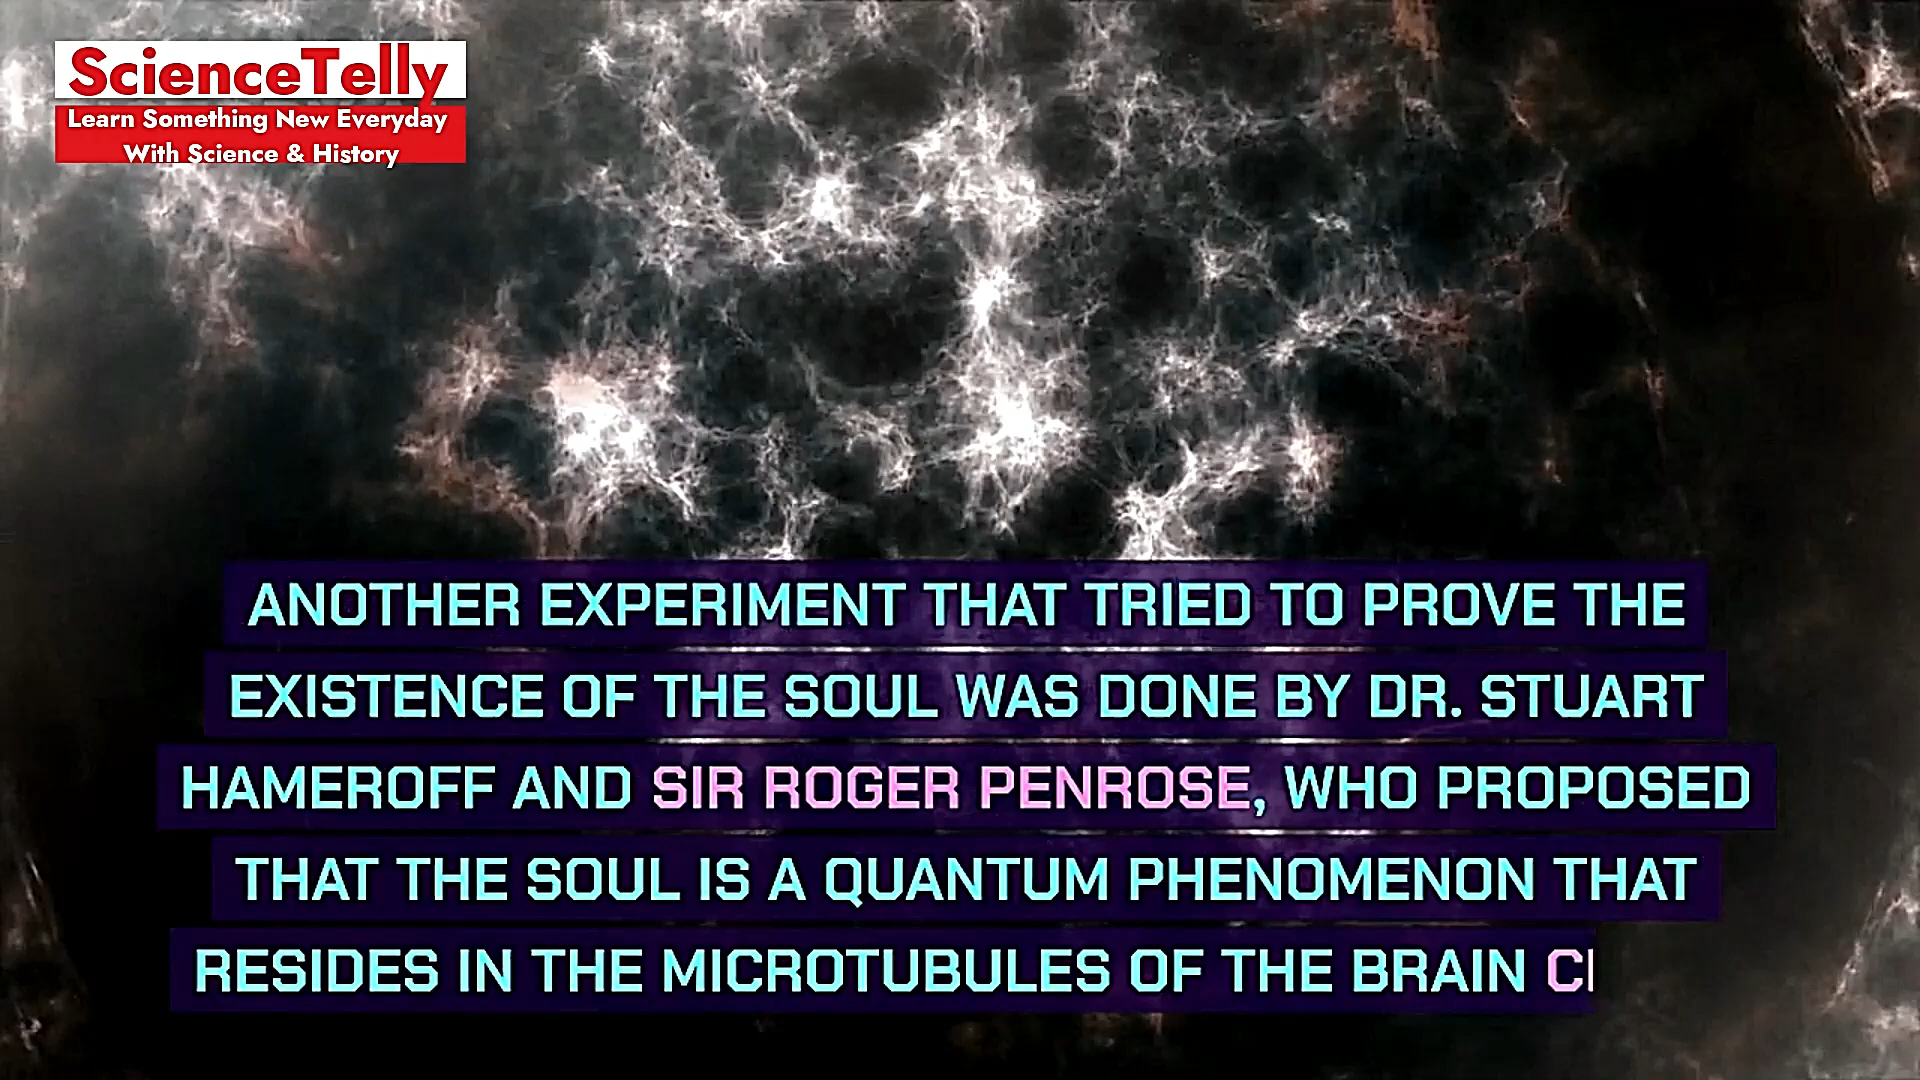 ScienceTelly
Learn Something New Everyday
With Science & History
ANOTHER EXPERIMENT THAT TRIED TO PROVE THE
EXISTENCE OF THE SOUL WAS DONE BY DR. STUART
HAMEROFF AND SIR ROGER PENROSE, WHO PROPOSED
THAT THE SOUL IS A QUANTUM PHENOMENON THAT
RESIDES IN THE MICROTUBULES OF THE BRAIN